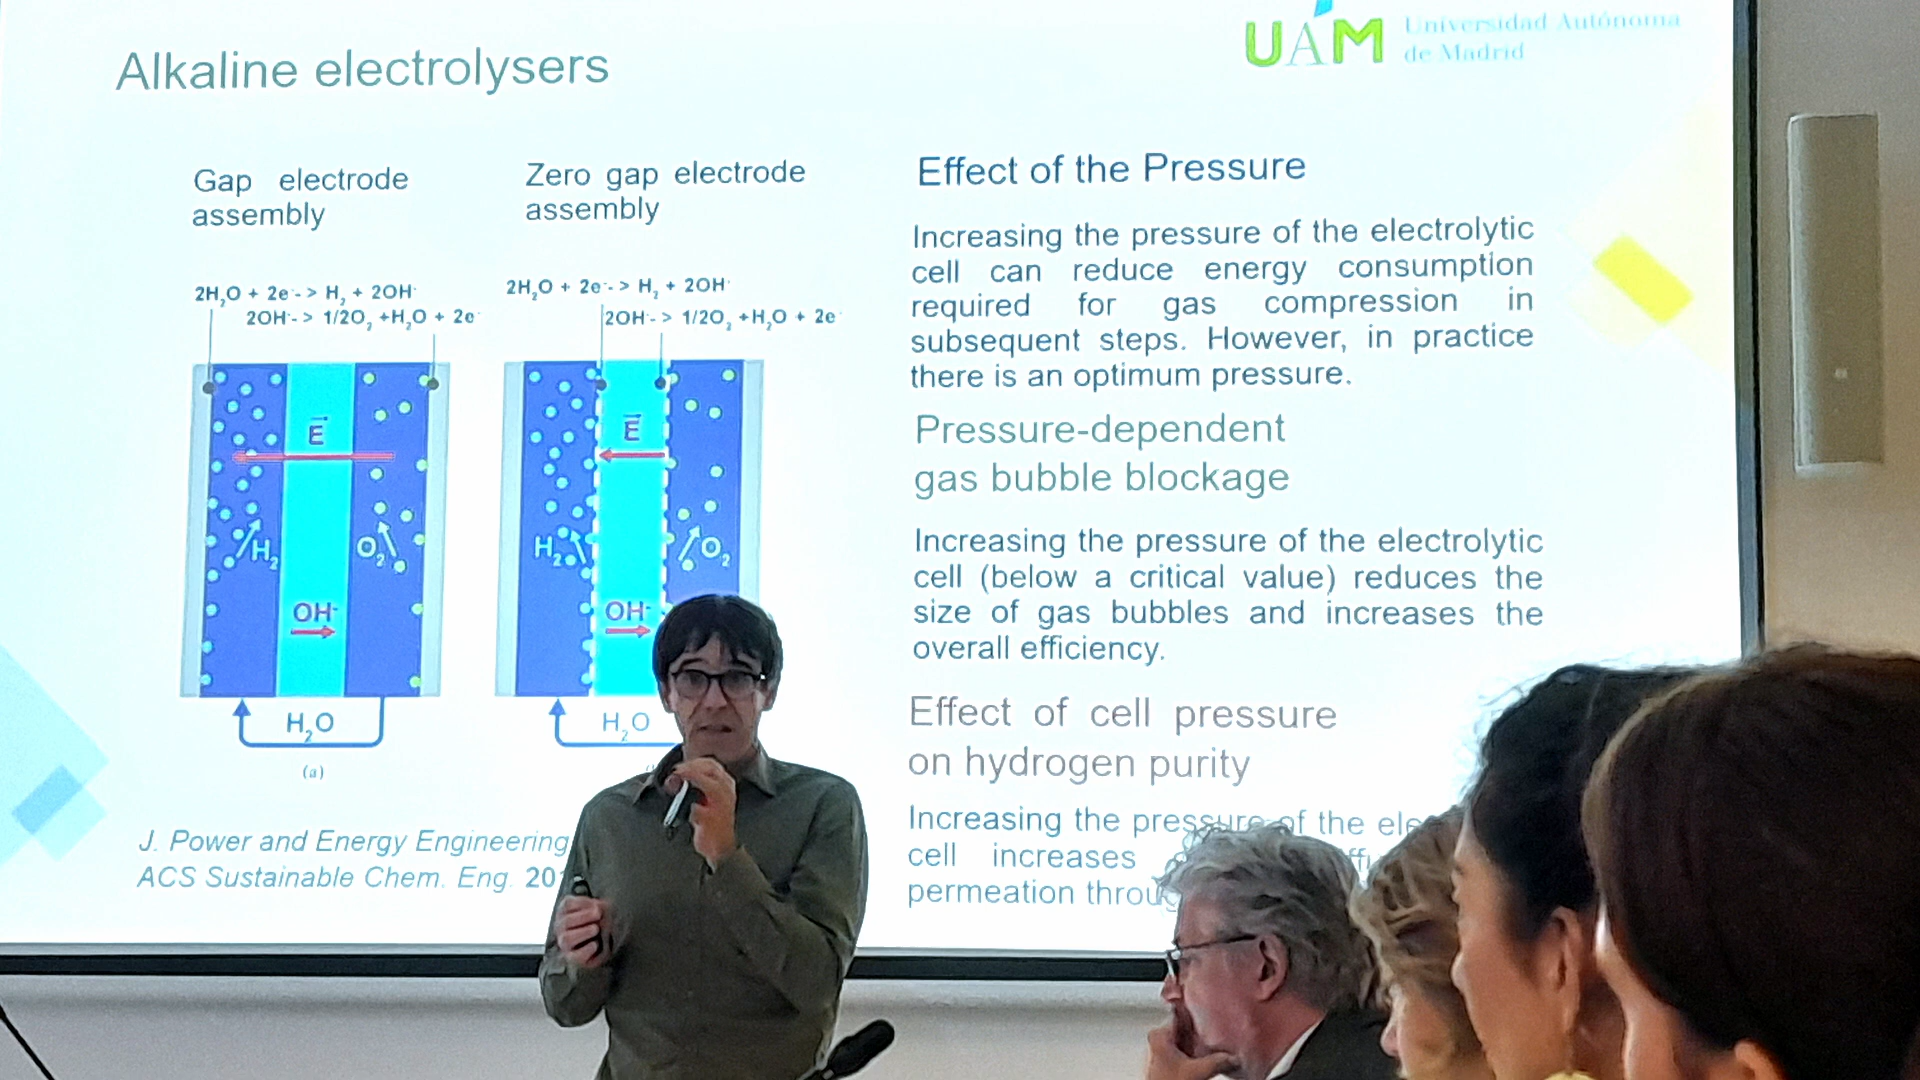 UAM Universidad Autónoma
de Madrid
Alkaline electrolysers
Gap electrode
assembly
2H₂O + 2e⁻-> H₂ + 2OH⁻
2OH⁻-> 1/2O₂ +H₂O + 2e⁻
E
H₂
O₂
OH⁻
H₂O
(a)
Zero gap electrode
assembly
2H₂O + 2e⁻-> H₂ + 2OH⁻
2OH⁻-> 1/2O₂ +H₂O + 2e⁻
E
H₂
O₂
OH⁻
H₂O
J. Power and Energy Engineering
ACS Sustainable Chem. Eng.
Effect of the Pressure
Increasing the pressure of the electrolytic
cell can reduce energy consumption
required for gas compression in
subsequent steps. However, in practice
there is an optimum pressure.
Pressure-dependent
gas bubble blockage
Increasing the pressure of the electrolytic
cell (below a critical value) reduces the
size of gas bubbles and increases the
overall efficiency.
Effect of cell pressure
on hydrogen purity
Increasing the pressure of the
cell increases
permeation